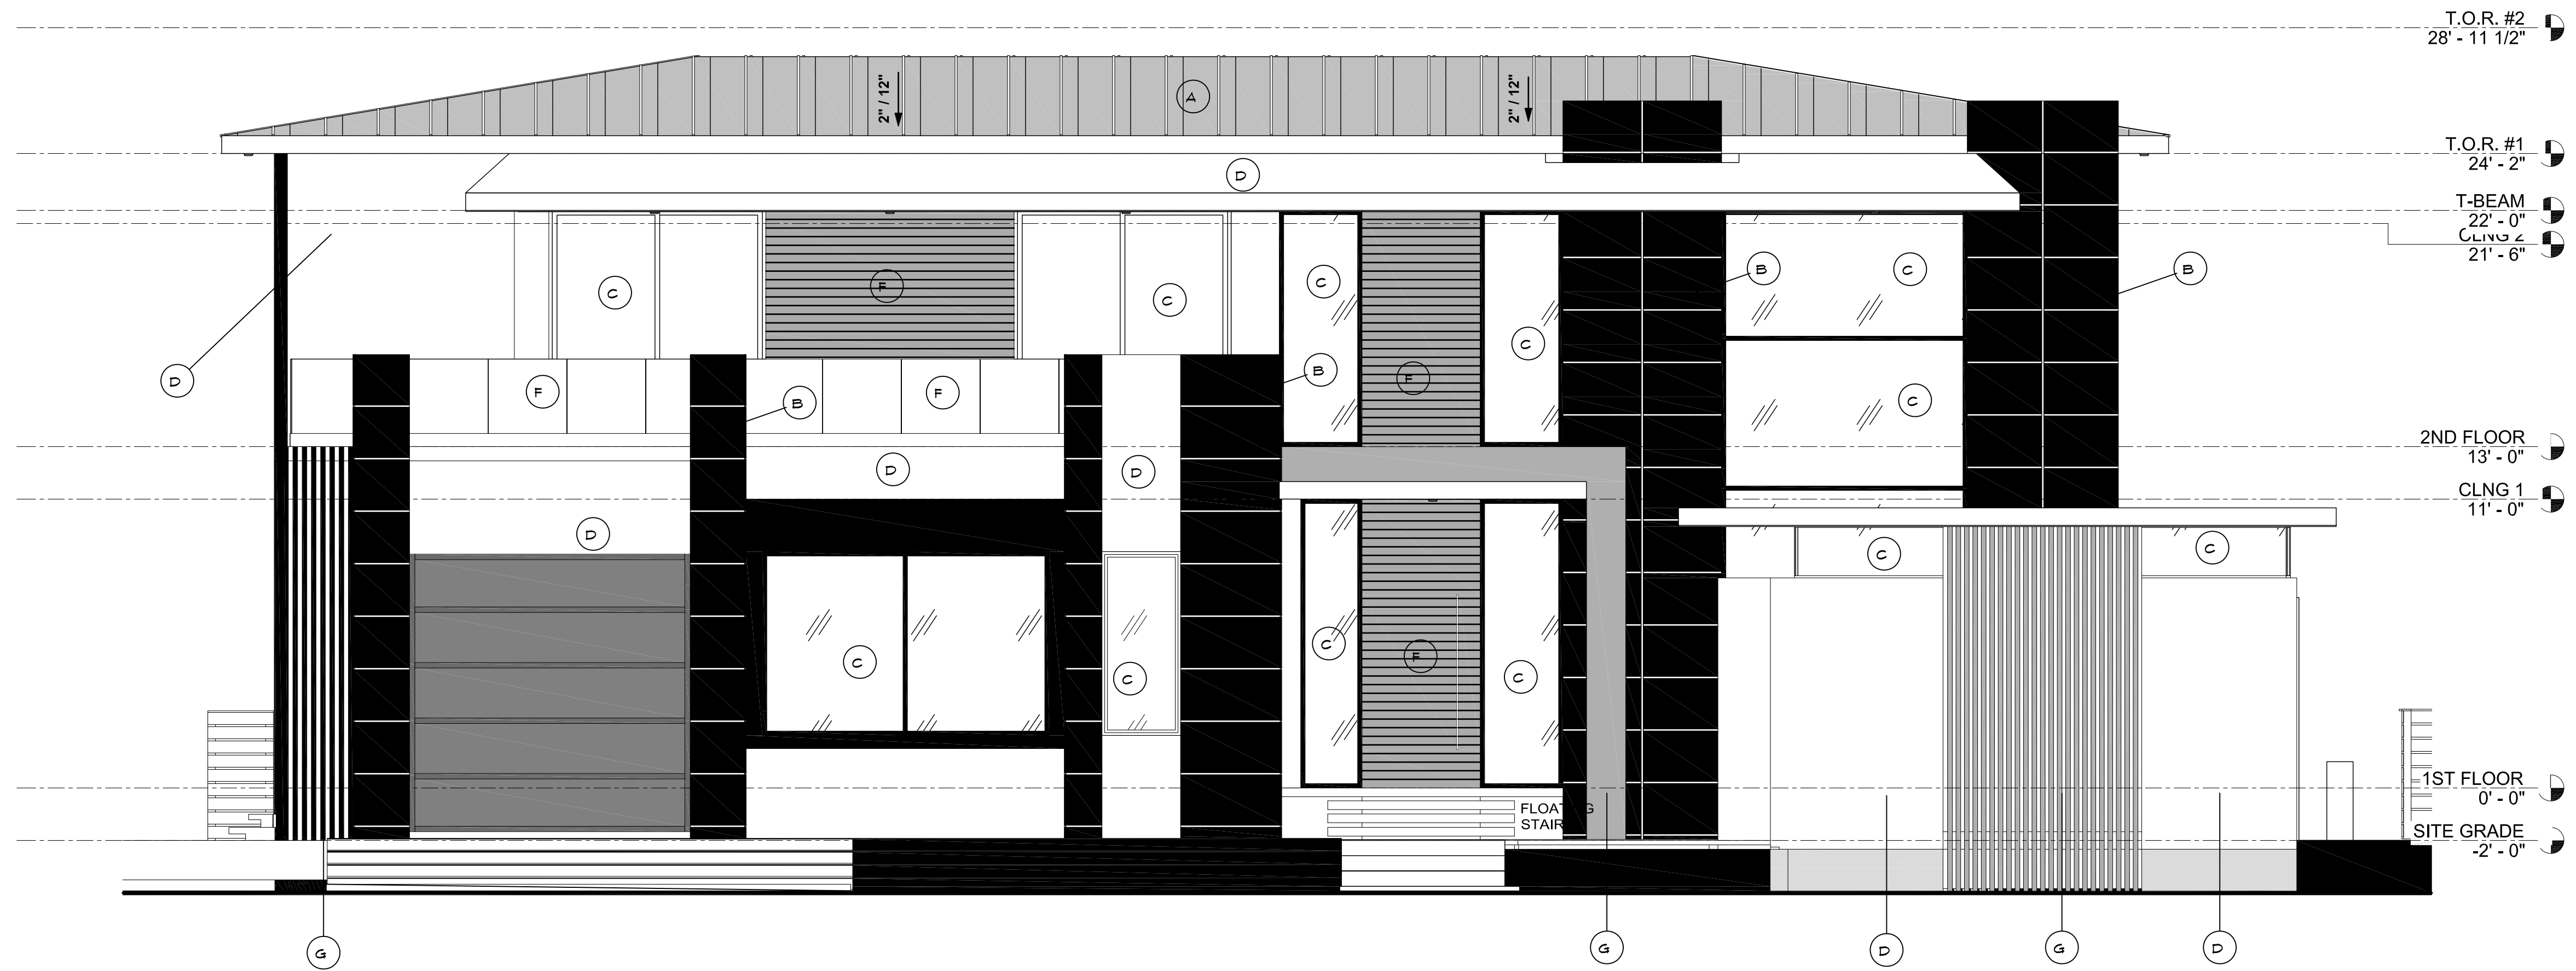 T.O.R. #2
28' - 11 1/2"
2" / 12"
A
2" / 12"
T.O.R. #1
24' - 2"
D
T-BEAM
22' - 0"
CLNG 2
21' - 6"
C
F
C
C
B
C
B
C
D
F
B
F
B
F
C
2ND FLOOR
13' - 0"
D
D
CLNG 1
11' - 0"
D
C
C
C
C
C
F
C
1ST FLOOR
0' - 0"
FLOATING
STAIR
SITE GRADE
-2' - 0"
G
G
D
G
D